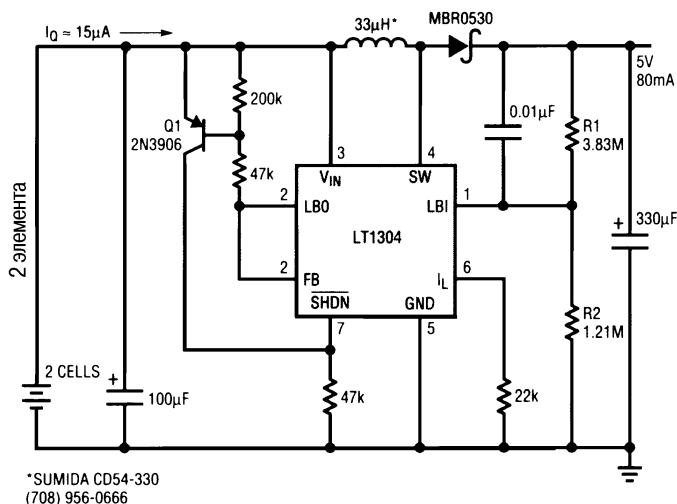 I_Q ≈ 15µA
33µH*
MBR0530
5V
80mA
Q1
2N3906
200k
0.01µF
R1
3.83M
47k
3
4
V_IN
SW
2
LBO
LBI
1
LT1304
330µF
+
2
FB
I_L
6
SHDN
GND
7
5
R2
1.21M
2 элемента
2 CELLS
+
100µF
47k
22k
*SUMIDA CD54-330
(708) 956-0666